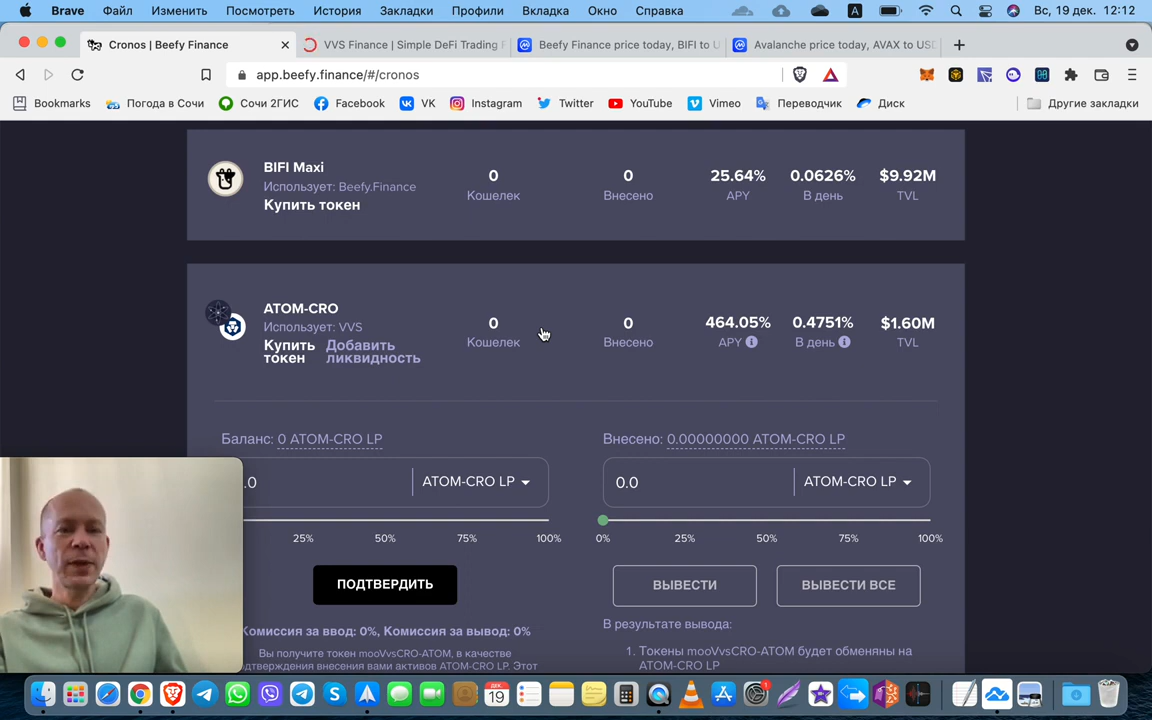 Brave Файл Изменить Посмотреть История Закладки Профили Вкладка Окно Справка A Вс, 19 дек. 12:12
Cronos | Beefy Finance VVS Finance | Simple DeFi Trading F Beefy Finance price today, BIFI to U Avalanche price today, AVAX to USD
app.beefy.finance/#/cronos
Bookmarks Погода в Сочи Сочи 2ГИС Facebook VK Instagram Twitter YouTube Vimeo Переводчик Диск Другие закладки
BIFI Maxi
Использует: Beefy.Finance
Купить токен
0
Кошелек
0
Внесено
25.64%
APY
0.0626%
В день
$9.92M
TVL
ATOM-CRO
Использует: VVS
Купить токен Добавить ликвидность
0
Кошелек
0
Внесено
464.05%
APY
0.4751%
В день
$1.60M
TVL
Баланс: 0 ATOM-CRO LP
.0 ATOM-CRO LP
25% 50% 75% 100%
ПОДТВЕРДИТЬ
Комиссия за ввод: 0%, Комиссия за вывод: 0%
Вы получите токен mooVvsCRO-ATOM, в качестве
одтверждения внесения вами активов ATOM-CRO LP. Этот
Внесено: 0.00000000 ATOM-CRO LP
0.0 ATOM-CRO LP
0% 25% 50% 75% 100%
ВЫВЕСТИ ВЫВЕСТИ ВСЕ
В результате вывода:
1. Токены mooVvsCRO-ATOM будет обменяны на
ATOM-CRO LP
ДЕК.
19
1